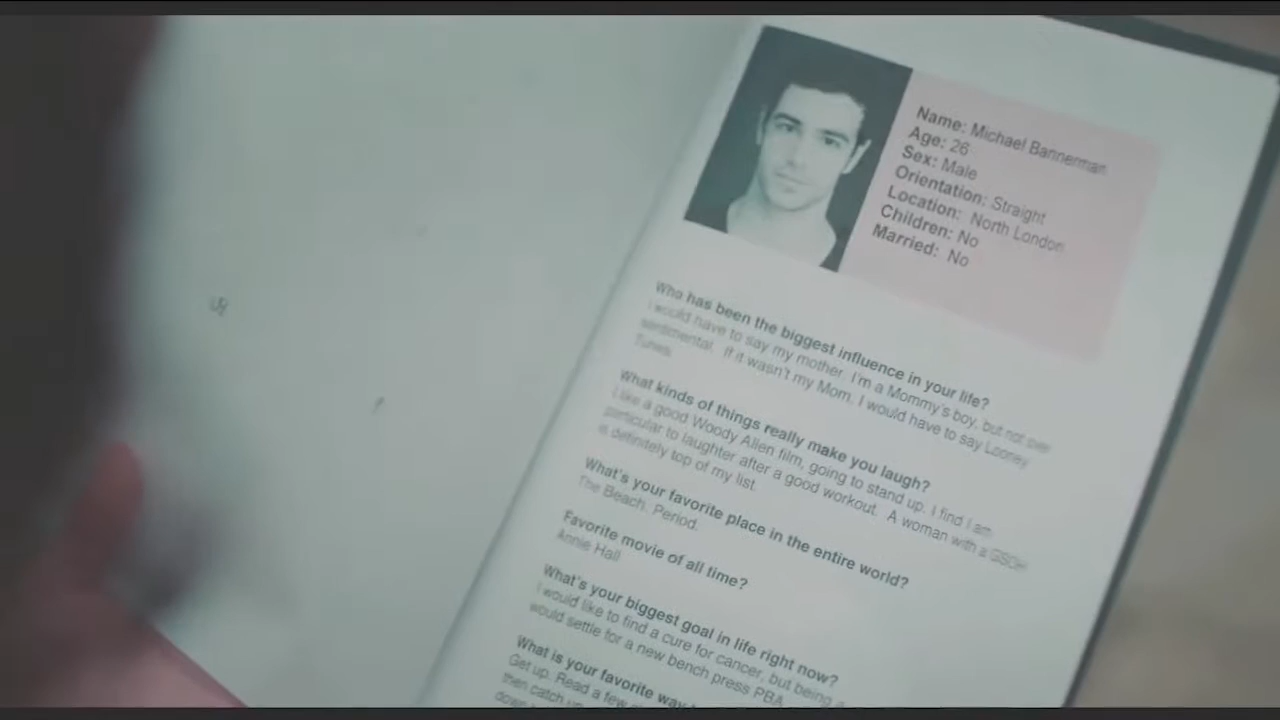 Name: Michael Bannerman
Age: 26
Sex: Male
Orientation: Straight
Location: North London
Children: No
Married: No
Who has been the biggest influence in your life?
I would have to say my mother. I'm a Mommy's boy, but not over
sentimental. If it wasn't my Mom, I would have to say Looney
Tunes.
What kinds of things really make you laugh?
I like a good Woody Allen film, going to stand up. I find I am
particular to laughter after a good workout. A woman with a GSOH
is definitely top of my list.
What's your favorite place in the entire world?
The Beach. Period.
Favorite movie of all time?
Annie Hall
What's your biggest goal in life right now?
I would like to find a cure for cancer, but being a
would settle for a new bench press PBA.
What is your favorite way
Get up. Read a few
then catch up
down